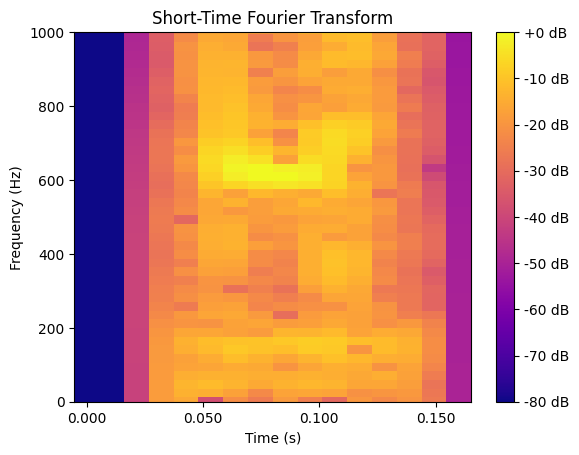 Short-Time Fourier Transform
1000
800
600
400
200
0
Frequency (Hz)
0.000
0.050
0.100
0.150
Time (s)
+0 dB
-10 dB
-20 dB
-30 dB
-40 dB
-50 dB
-60 dB
-70 dB
-80 dB